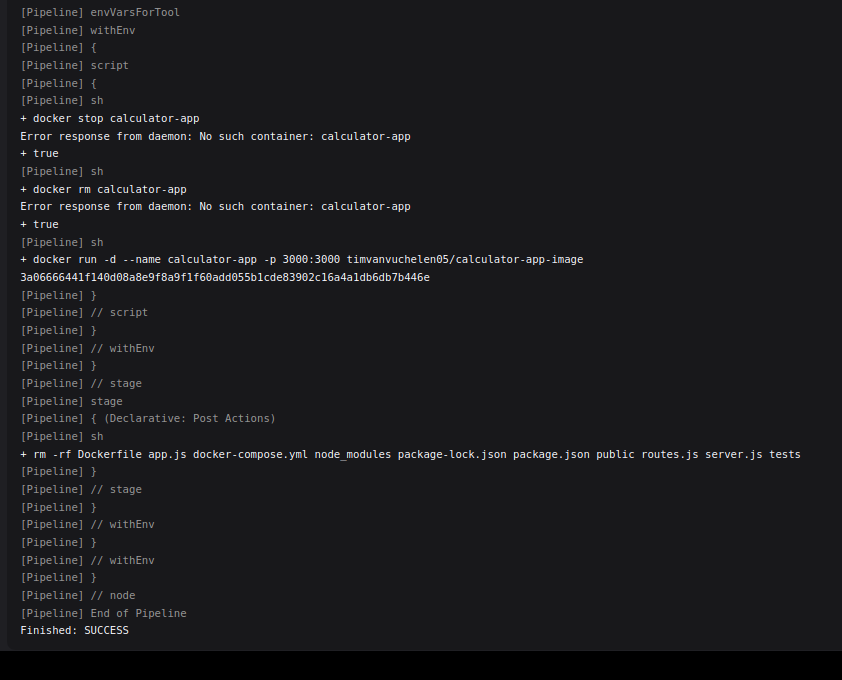 [Pipeline] envVarsForTool
[Pipeline] withEnv
[Pipeline] {
[Pipeline] script
[Pipeline] {
[Pipeline] sh
+ docker stop calculator-app
Error response from daemon: No such container: calculator-app
+ true
[Pipeline] sh
+ docker rm calculator-app
Error response from daemon: No such container: calculator-app
+ true
[Pipeline] sh
+ docker run -d --name calculator-app -p 3000:3000 timvanvuchelen05/calculator-app-image
3a06666441f140d08a8e9f8a9f1f60add055b1cde83902c16a4a1db6db7b446e
[Pipeline] }
[Pipeline] // script
[Pipeline] }
[Pipeline] // withEnv
[Pipeline] }
[Pipeline] // stage
[Pipeline] stage
[Pipeline] { (Declarative: Post Actions)
[Pipeline] sh
+ rm -rf Dockerfile app.js docker-compose.yml node_modules package-lock.json package.json public routes.js server.js tests
[Pipeline] }
[Pipeline] // stage
[Pipeline] }
[Pipeline] // withEnv
[Pipeline] }
[Pipeline] // withEnv
[Pipeline] }
[Pipeline] // node
[Pipeline] End of Pipeline
Finished: SUCCESS